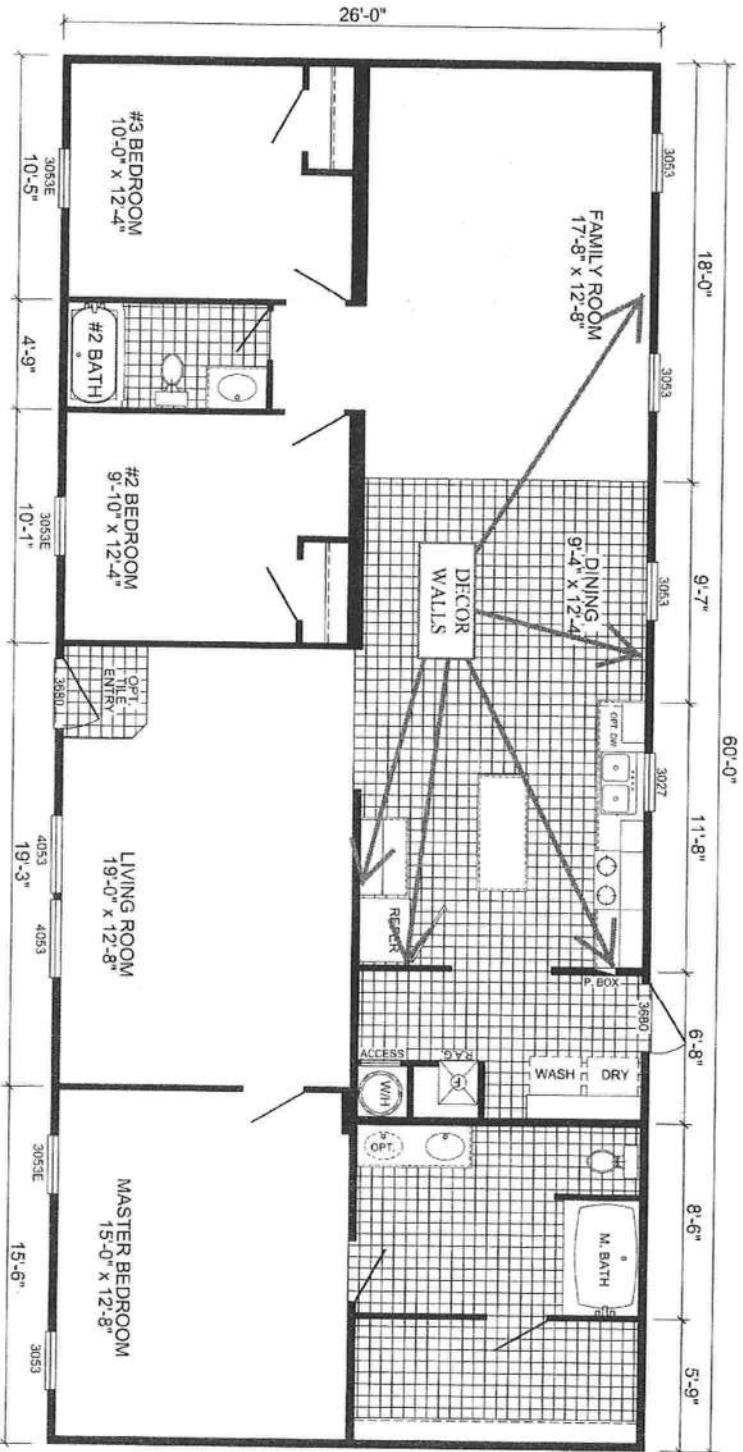 60'-0"
18'-0"
9'-7"
11'-8"
6'-8"
8'-6"
5'-9"
26'-0"
3053
3053
3053
3027
3680
FAMILY ROOM
17'-8" x 12'-8"
DINING
9'-4" x 12'-4"
OPT. DW
P. BOX
DRY
WASH
M. BATH
DECOR
WALLS
REFER
R.A.G.
F
ACCESS
W/H
OPT.
#3 BEDROOM
10'-0" x 12'-4"
#2 BATH
#2 BEDROOM
9'-10" x 12'-4"
OPT.
TILE
ENTRY
LIVING ROOM
19'-0" x 12'-8"
MASTER BEDROOM
15'-0" x 12'-8"
3053E
3053E
3680
4053
4053
3053E
3053
10'-5"
4'-9"
10'-1"
19'-3"
15'-6"